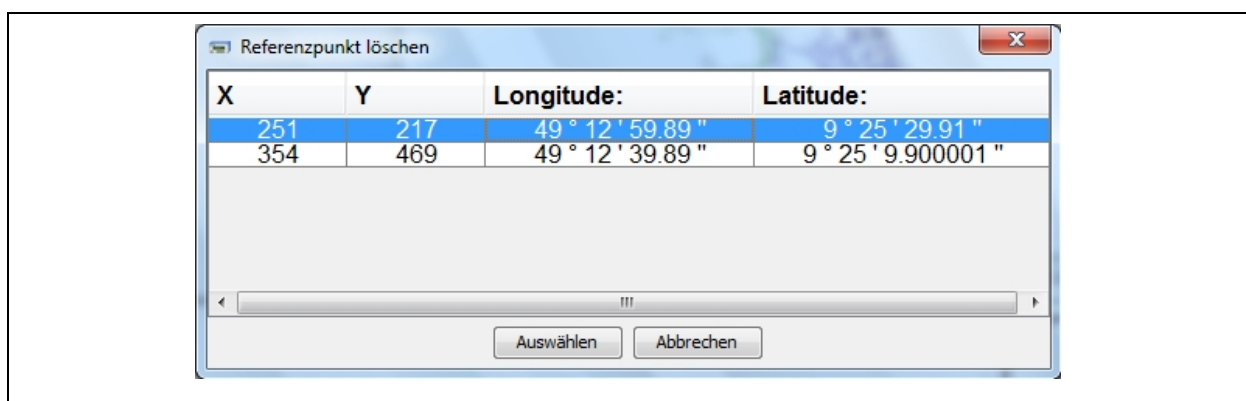 Referenzpunkt löschen
X Y Longitude: Latitude:
251 217 49 ° 12 ' 59.89 " 9 ° 25 ' 29.91 "
354 469 49 ° 12 ' 39.89 " 9 ° 25 ' 9.900001 "
Auswählen Abbrechen